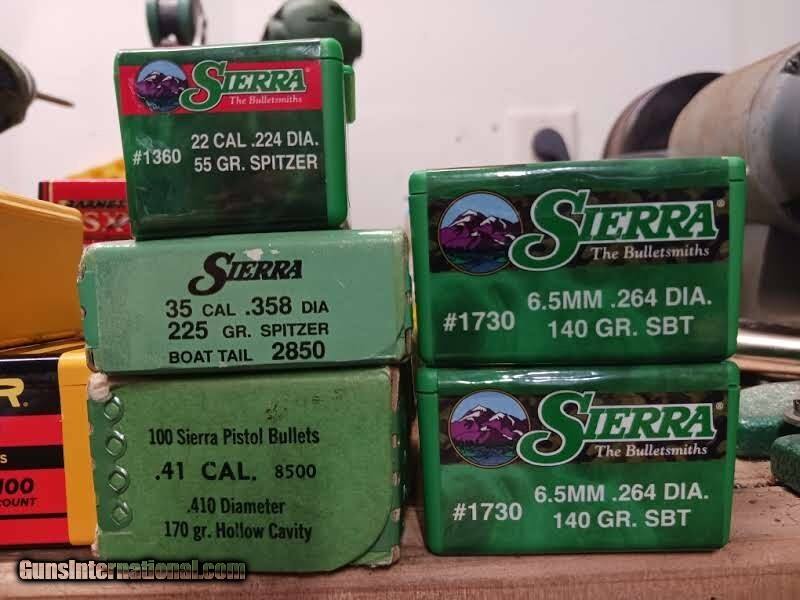 SIERRA
The Bulletsmiths
#1360
22 CAL .224 DIA.
55 GR. SPITZER
SIERRA
35 CAL .358 DIA
225 GR. SPITZER
BOAT TAIL 2850
100 Sierra Pistol Bullets
.41 CAL. 8500
.410 Diameter
170 gr. Hollow Cavity
SIERRA
The Bulletsmiths
#1730
6.5MM .264 DIA.
140 GR. SBT
SIERRA
The Bulletsmiths
#1730
6.5MM .264 DIA.
140 GR. SBT
R.
S
100
COUNT
GunsInternational.com